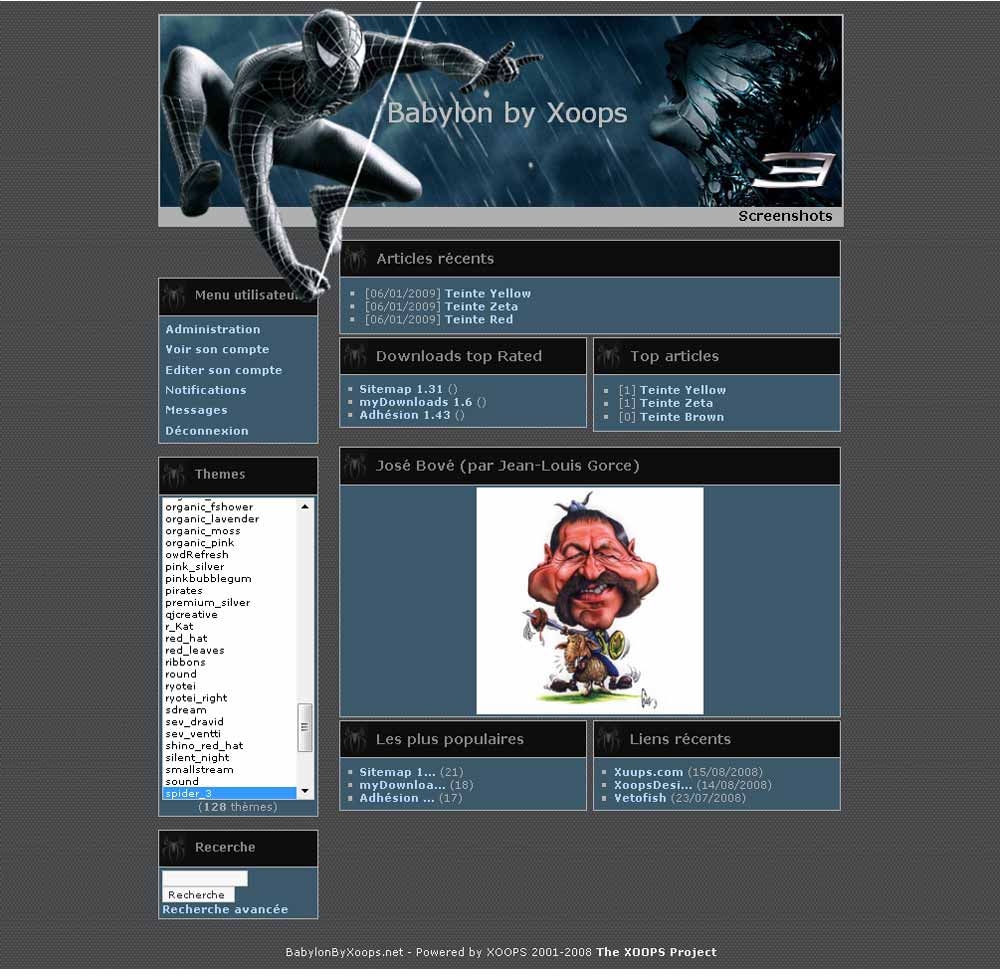 Babylon by Xoops
3
Screenshots
Menu utilisateur
Administration
Voir son compte
Editer son compte
Notifications
Messages
Déconnexion
Themes
organic_fshower
organic_lavender
organic_moss
organic_pink
owdRefresh
pink_silver
pinkbubblegum
pirates
premium_silver
qjcreative
r_Kat
red_hat
red_leaves
ribbons
round
ryotei
ryotei_right
sdream
sev_dravid
sev_ventti
shino_red_hat
silent_night
smallstream
sound
spider_3
(128 thèmes)
Recerche
Recherche
Recherche avancée
Articles récents
[06/01/2009] Teinte Yellow
[06/01/2009] Teinte Zeta
[06/01/2009] Teinte Red
Downloads top Rated
Sitemap 1.31 ()
myDownloads 1.6 ()
Adhésion 1.43 ()
Top articles
[1] Teinte Yellow
[1] Teinte Zeta
[0] Teinte Brown
José Bové (par Jean-Louis Gorce)
Les plus populaires
Sitemap 1... (21)
myDownloa... (18)
Adhésion ... (17)
Liens récents
Xuups.com (15/08/2008)
XoopsDesi... (14/08/2008)
Vetofish (23/07/2008)
BabylonByXoops.net - Powered by XOOPS 2001-2008 The XOOPS Project